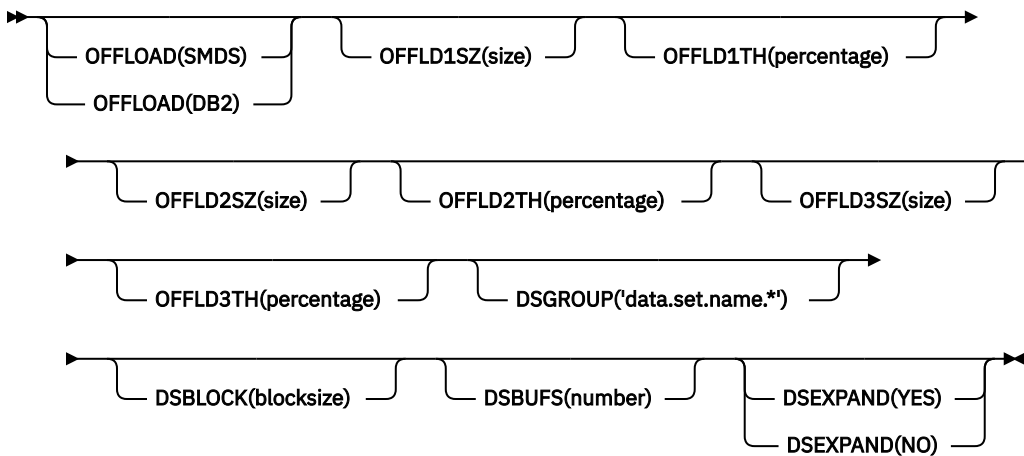 OFFLOAD(SMDS) OFFLD1SZ(size) OFFLD1TH(percentage)
OFFLOAD(DB2)
OFFLD2SZ(size) OFFLD2TH(percentage) OFFLD3SZ(size)
OFFLD3TH(percentage) DSGROUP('data.set.name.*')
DSBLOCK(blocksize) DSBUFS(number) DSEXPAND(YES)
DSEXPAND(NO)